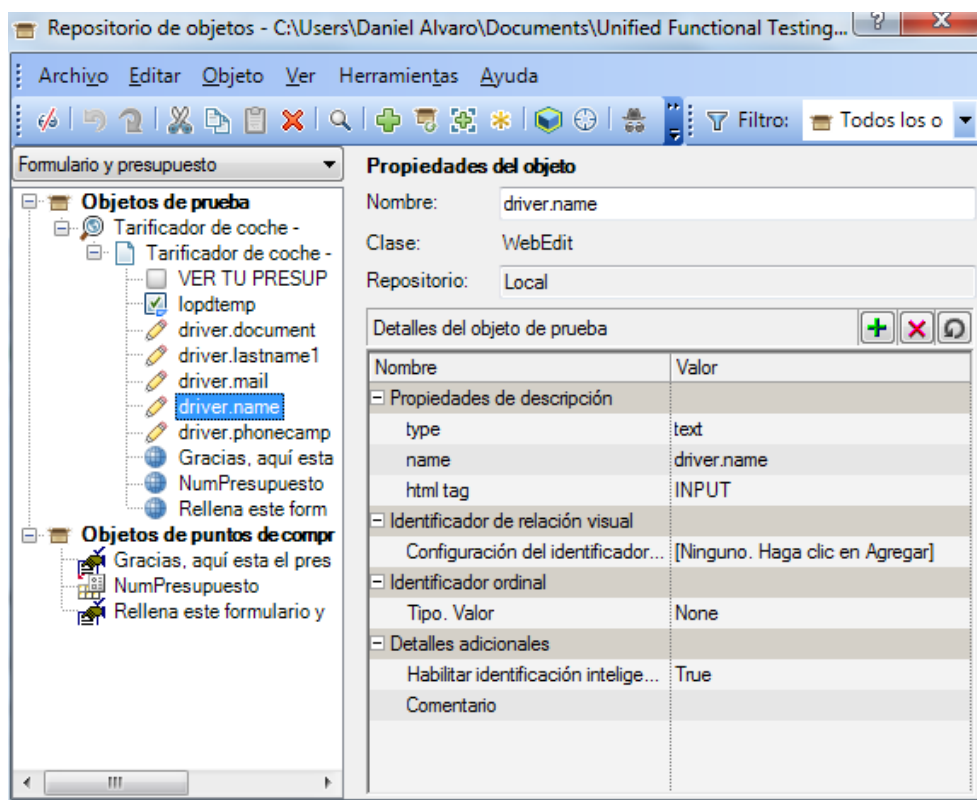 Repositorio de objetos - C:\Users\Daniel Alvaro\Documents\Unified Functional Testing...
Archivo Editar Objeto Ver Herramientas Ayuda
Filtro: Todos los o
Formulario y presupuesto
Objetos de prueba
Tarificador de coche -
Tarificador de coche -
VER TU PRESUP
lopdtemp
driver.document
driver.lastname1
driver.mail
driver.name
driver.phonecamp
Gracias, aquí esta
NumPresupuesto
Rellena este form
Objetos de puntos de compr
Gracias, aquí esta el pres
NumPresupuesto
Rellena este formulario y
Propiedades del objeto
Nombre: driver.name
Clase: WebEdit
Repositorio: Local
Detalles del objeto de prueba
Nombre Valor
Propiedades de descripción
type text
name driver.name
html tag INPUT
Identificador de relación visual
Configuración del identificador... [Ninguno. Haga clic en Agregar]
Identificador ordinal
Tipo. Valor None
Detalles adicionales
Habilitar identificación intelige... True
Comentario